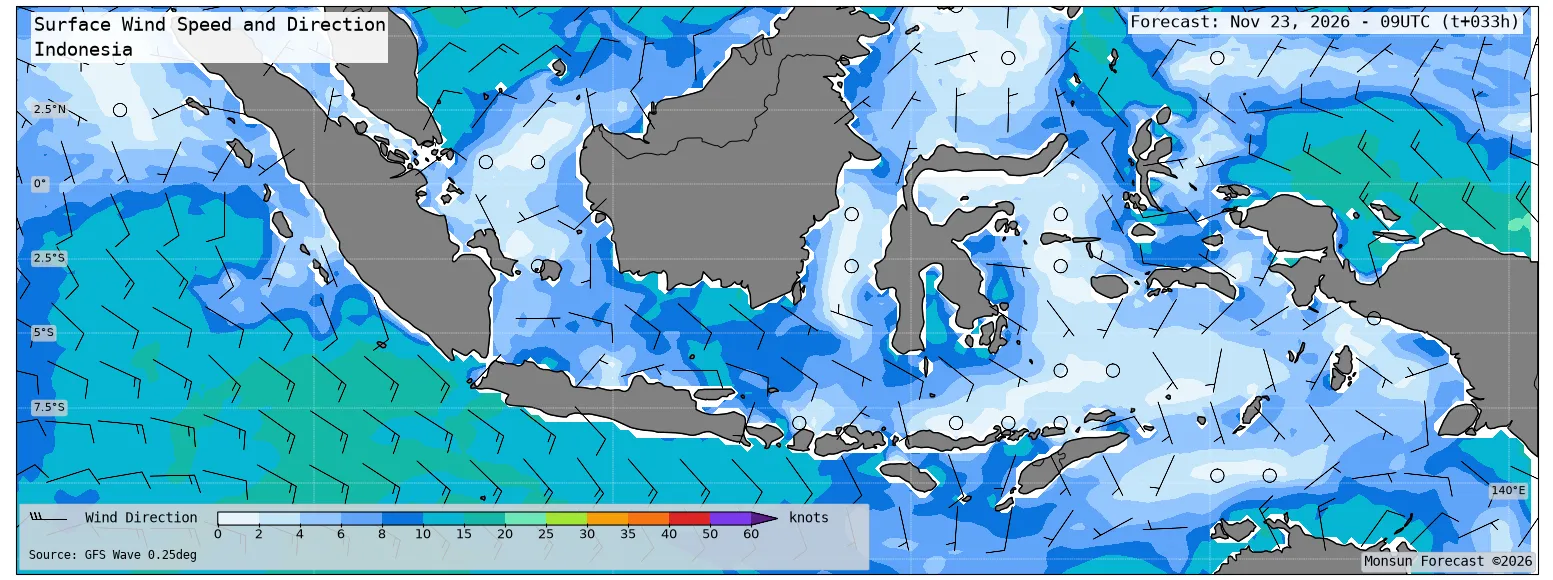 Surface Wind Speed and Direction
Indonesia
Forecast: Nov 23, 2026 - 09UTC (t+033h)
2.5°N
0°
2.5°S
5°S
7.5°S
140°E
Wind Direction
knots
0 2 4 6 8 10 15 20 25 30 35 40 50 60
Source: GFS Wave 0.25deg
Monsun Forecast ©2026